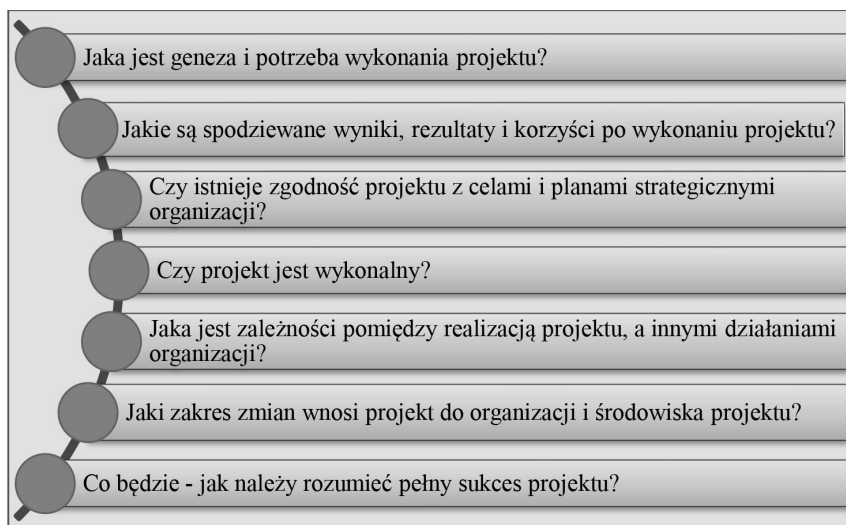 Jaka jest geneza i potrzeba wykonania projektu?
Jakie są spodziewane wyniki, rezultaty i korzyści po wykonaniu projektu?
Czy istnieje zgodność projektu z celami i planami strategicznymi
organizacji?
Czy projekt jest wykonalny?
Jaka jest zależności pomiędzy realizacją projektu, a innymi działaniami
organizacji?
Jaki zakres zmian wnosi projekt do organizacji i środowiska projektu?
Co będzie - jak należy rozumieć pełny sukces projektu?